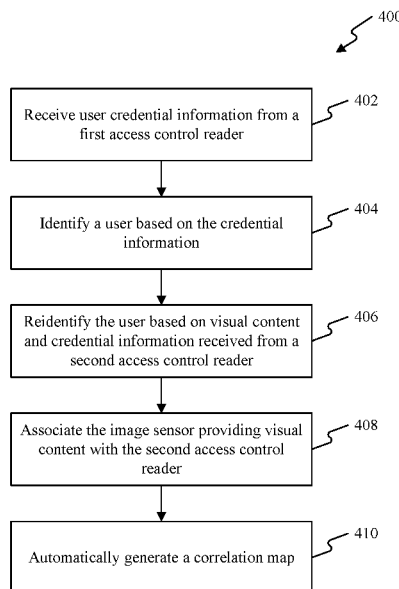 400
Receive user credential information from a
first access control reader
402
Identify a user based on the credential
information
404
Reidentify the user based on visual content
and credential information received from a
second access control reader
406
Associate the image sensor providing visual
content with the second access control
reader
408
Automatically generate a correlation map
410